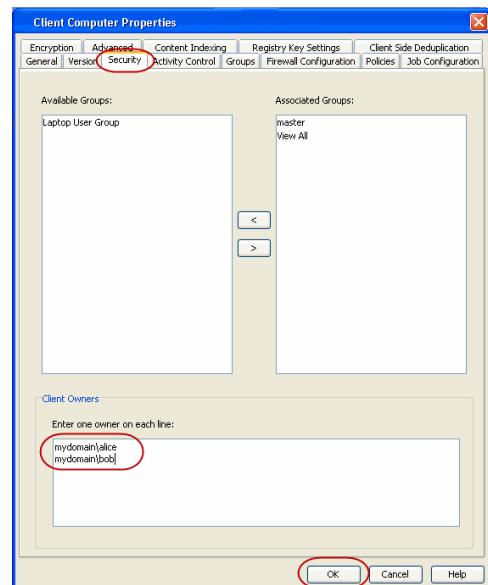 Client Computer Properties
Encryption Advanced Content Indexing Registry Key Settings Client Side Deduplication
General Version Security Activity Control Groups Firewall Configuration Policies Job Configuration
Available Groups: Associated Groups:
Laptop User Group master
View All
<
>
Client Owners
Enter one owner on each line:
mydomain\alice
mydomain\bob
OK Cancel Help